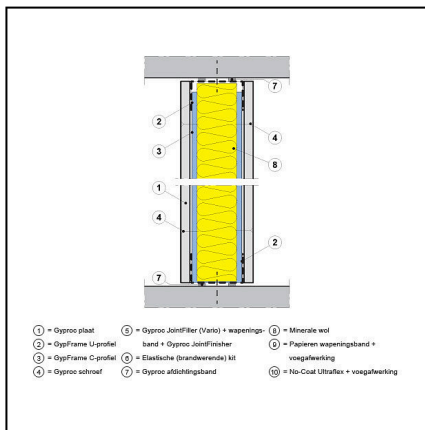 7
2
4
3
8
1
4
2
7
1 = Gyproc plaat
2 = GypFrame U-profiel
3 = GypFrame C-profiel
4 = Gyproc schroef
5 = Gyproc JointFiller (Vario) + wapenings-
band + Gyproc JointFinisher
6 = Elastische (brandwerende) kit
7 = Gyproc afdichtingsband
8 = Minerale wol
9 = Papieren wapeningsband +
voegafwerking
10 = No-Coat Ultraflex + voegafwerking